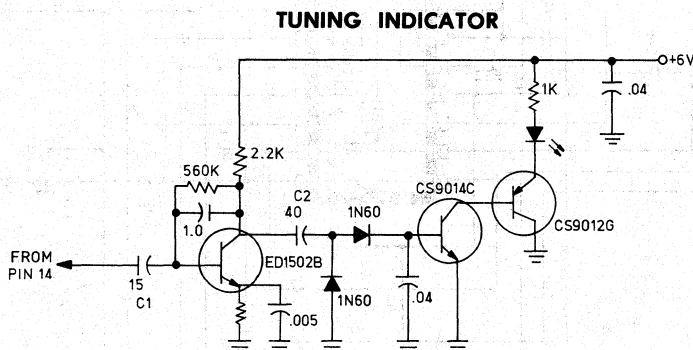 TUNING INDICATOR
+6V
1K
.04
2.2K
560K
C2
40
1N60
CS9014C
1.0
CS9012G
FROM
PIN 14
ED1502B
15
C1
1N60
.04
.005